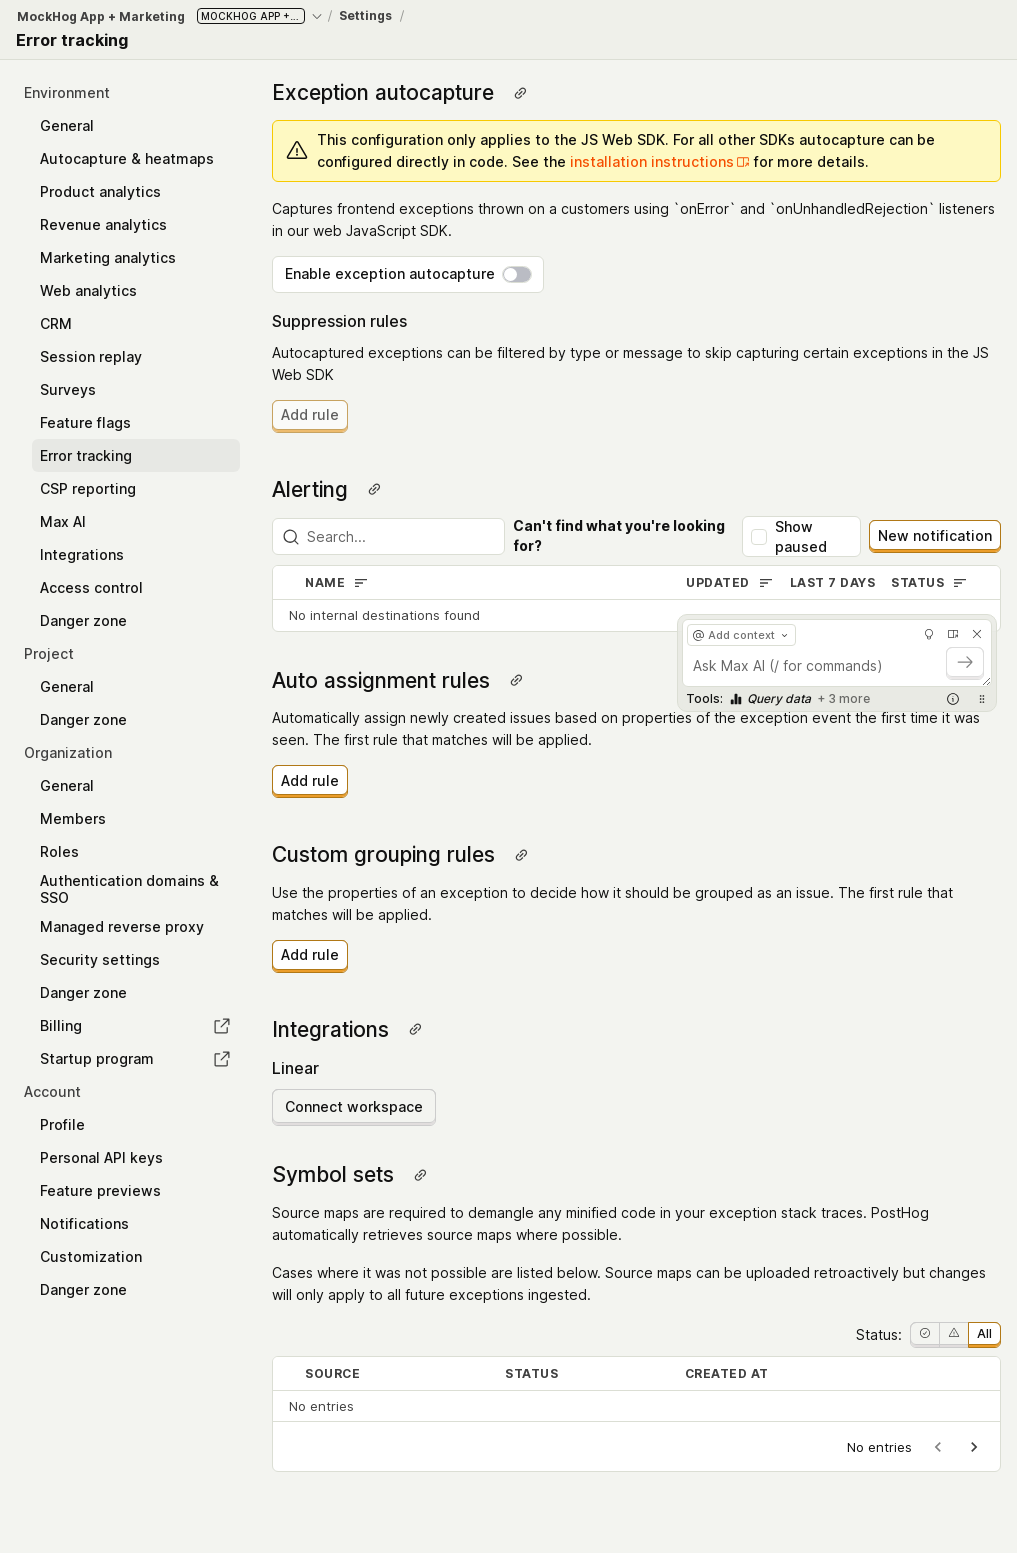 MockHog App + Marketing MOCKHOG APP +... / Settings /
Error tracking
Environment
General
Autocapture & heatmaps
Product analytics
Revenue analytics
Marketing analytics
Web analytics
CRM
Session replay
Surveys
Feature flags
Error tracking
CSP reporting
Max AI
Integrations
Access control
Danger zone
Project
General
Danger zone
Organization
General
Members
Roles
Authentication domains &
SSO
Managed reverse proxy
Security settings
Danger zone
Billing
Startup program
Account
Profile
Personal API keys
Feature previews
Notifications
Customization
Danger zone
Exception autocapture
This configuration only applies to the JS Web SDK. For all other SDKs autocapture can be
configured directly in code. See the installation instructions for more details.
Captures frontend exceptions thrown on a customers using `onError` and `onUnhandledRejection` listeners
in our web JavaScript SDK.
Enable exception autocapture
Suppression rules
Autocaptured exceptions can be filtered by type or message to skip capturing certain exceptions in the JS
Web SDK
Add rule
Alerting
Search...
Can't find what you're looking
for?
Show
paused
New notification
NAME UPDATED LAST 7 DAYS STATUS
No internal destinations found
@ Add context
Ask Max AI (/ for commands)
Tools: Query data + 3 more
Auto assignment rules
Automatically assign newly created issues based on properties of the exception event the first time it was
seen. The first rule that matches will be applied.
Add rule
Custom grouping rules
Use the properties of an exception to decide how it should be grouped as an issue. The first rule that
matches will be applied.
Add rule
Integrations
Linear
Connect workspace
Symbol sets
Source maps are required to demangle any minified code in your exception stack traces. PostHog
automatically retrieves source maps where possible.
Cases where it was not possible are listed below. Source maps can be uploaded retroactively but changes
will only apply to all future exceptions ingested.
Status: All
SOURCE STATUS CREATED AT
No entries
No entries